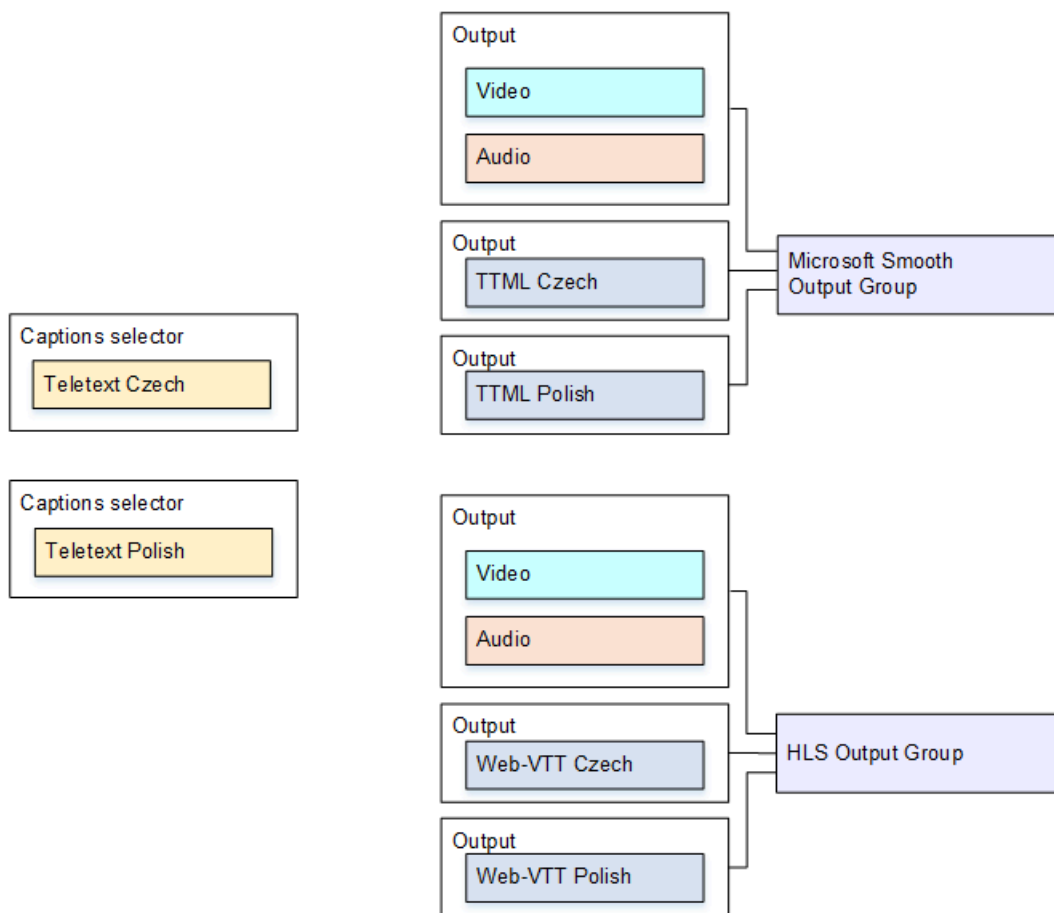 Captions selector
Teletext Czech
Captions selector
Teletext Polish
Output
Video
Audio
Output
TTML Czech
Output
TTML Polish
Microsoft Smooth
Output Group
Output
Video
Audio
Output
Web-VTT Czech
Output
Web-VTT Polish
HLS Output Group